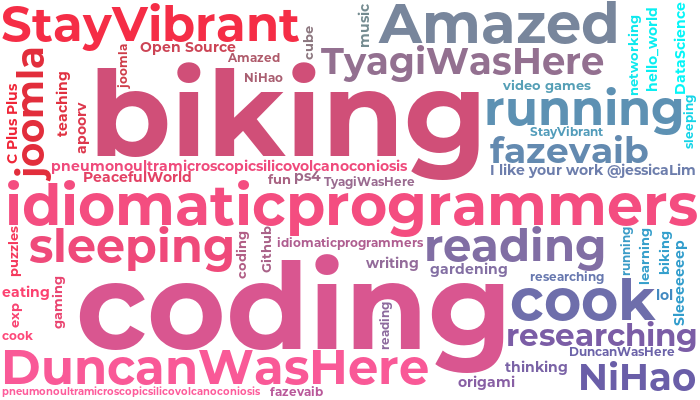 StayVibrant
Open Source
joomla
Amazed
NiHao
cube
music
Amazed
TyagiWasHere
networking
hello_world
DataScience
C Plus Plus
joomla
teaching
apoorv
biking
video games
running
StayVibrant
sleeping
fazevaib
pneumonoultramicroscopicsilicovolcanoconiosis
I like your work @jessicaLim
PeacefulWorld
fun
ps4
TyagiWasHere
idiomaticprogrammers
puzzles
sleeping
coding
Github
idiomaticprogrammers
reading
running
learning
biking
Sleeeeeeeep
writing
gardening
researching
eating
exp
gaming
coding
reading
cook
lol
cook
researching
DuncanWasHere
DuncanWasHere
thinking
origami
NiHao
pneumonoultramicroscopicsilicovolcanoconiosis
fazevaib